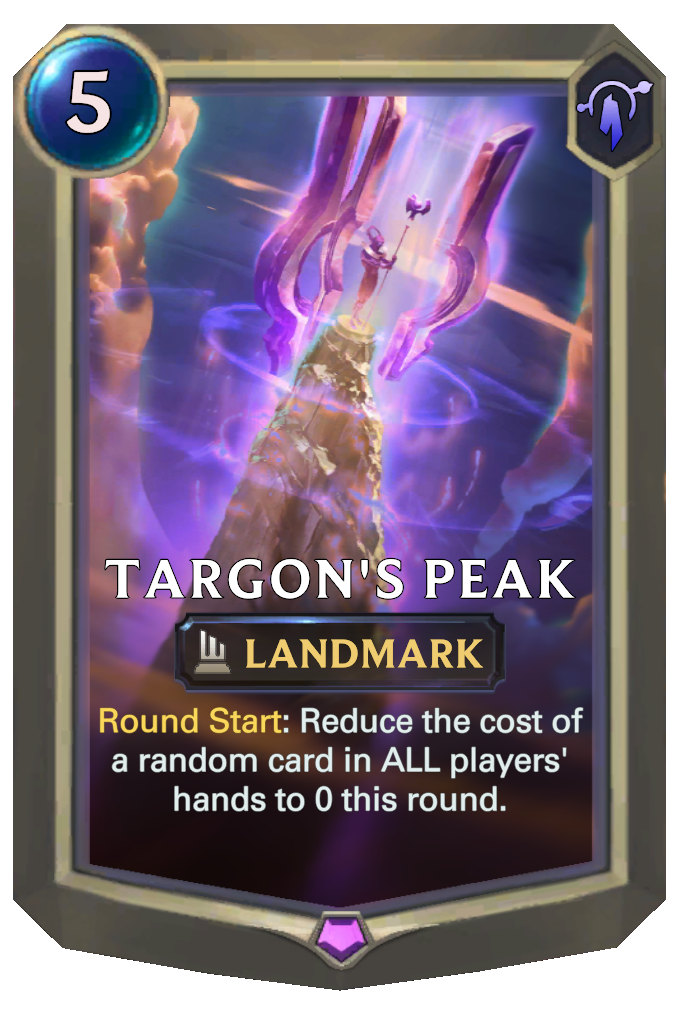 5
TARGON'S PEAK
LANDMARK
Round Start: Reduce the cost of
a random card in ALL players'
hands to 0 this round.